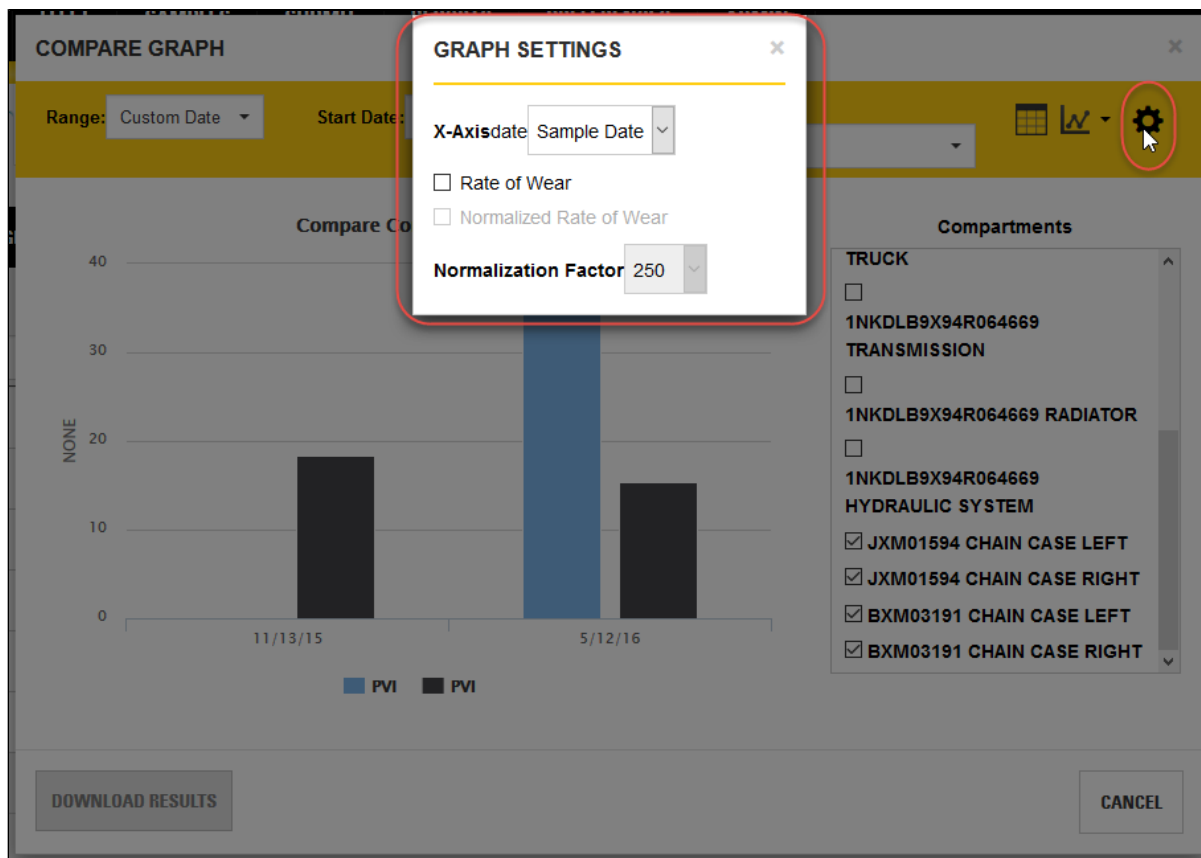 COMPARE GRAPH
×
GRAPH SETTINGS
×
Range:
Custom Date
Start Date:
X-Axisdate
Sample Date
Rate of Wear
Normalized Rate of Wear
Normalization Factor
250
Compare Co
Compartments
40
30
20
10
0
NONE
11/13/15
5/12/16
PVI
PVI
TRUCK
1NKDLB9X94R064669
TRANSMISSION
1NKDLB9X94R064669 RADIATOR
1NKDLB9X94R064669
HYDRAULIC SYSTEM
JXM01594 CHAIN CASE LEFT
JXM01594 CHAIN CASE RIGHT
BXM03191 CHAIN CASE LEFT
BXM03191 CHAIN CASE RIGHT
DOWNLOAD RESULTS
CANCEL